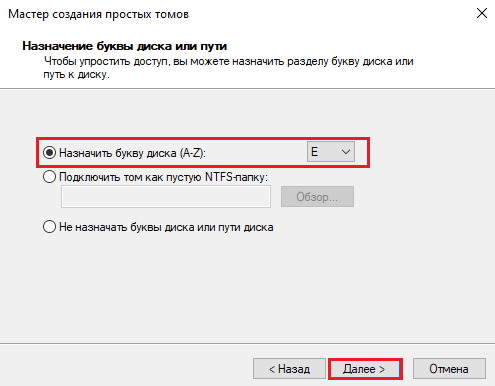 Мастер создания простых томов
Назначение буквы диска или пути
Чтобы упростить доступ, вы можете назначить разделу букву диска или
путь к диску.
Назначить букву диска (A-Z):
E
Подключить том как пустую NTFS-папку:
Обзор...
Не назначать буквы диска или пути диска
< Назад
Далее >
Отмена